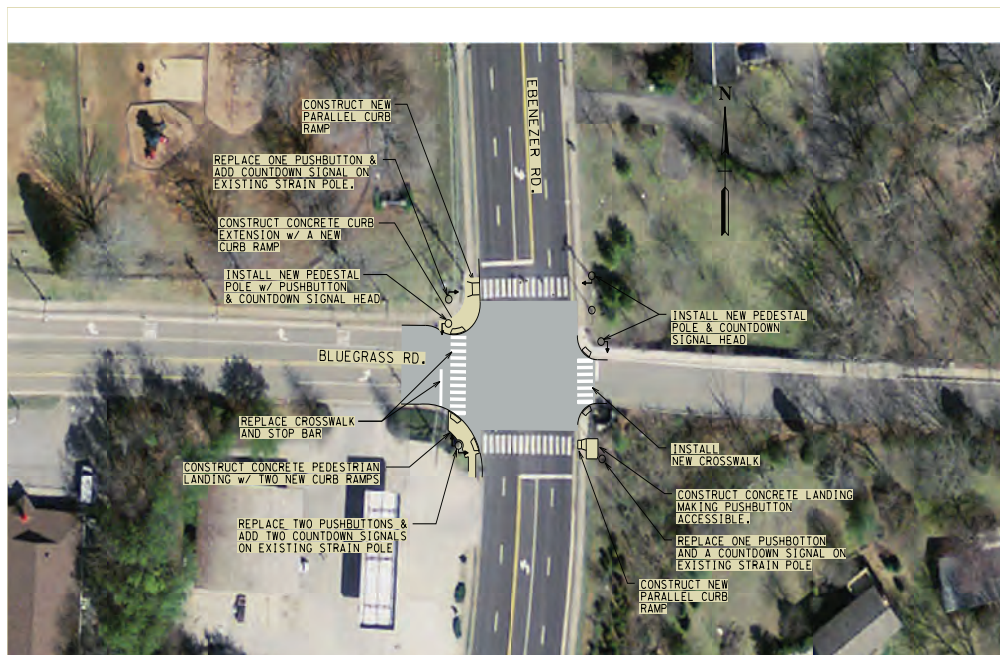 CONSTRUCT NEW
PARALLEL CURB
RAMP
REPLACE ONE PUSHBUTTON &
ADD COUNTDOWN SIGNAL ON
EXISTING STRAIN POLE.
CONSTRUCT CONCRETE CURB
EXTENSION w/ A NEW
CURB RAMP
INSTALL NEW PEDESTAL
POLE w/ PUSHBUTTON
& COUNTDOWN SIGNAL HEAD
EBENEZER RD.
N
BLUEGRASS RD.
INSTALL NEW PEDESTAL
POLE & COUNTDOWN
SIGNAL HEAD
REPLACE CROSSWALK
AND STOP BAR
CONSTRUCT CONCRETE PEDESTRIAN
LANDING w/ TWO NEW CURB RAMPS
REPLACE TWO PUSHBUTTONS &
ADD TWO COUNTDOWN SIGNALS
ON EXISTING STRAIN POLE
INSTALL
NEW CROSSWALK
CONSTRUCT CONCRETE LANDING
MAKING PUSHBUTTON
ACCESSIBLE.
REPLACE ONE PUSHBOTTON
AND A COUNTDOWN SIGNAL ON
EXISTING STRAIN POLE
CONSTRUCT NEW
PARALLEL CURB
RAMP